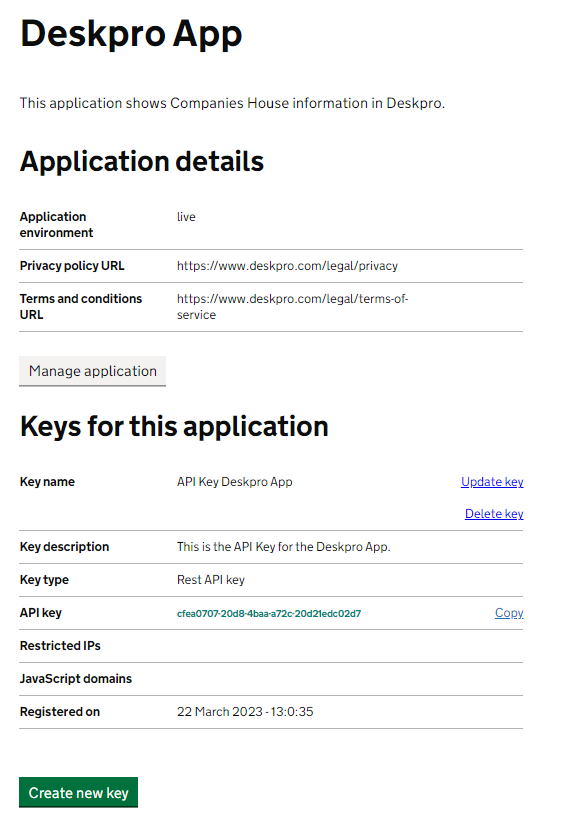 Deskpro App
This application shows Companies House information in Deskpro.
Application details
Application environment live
Privacy policy URL https://www.deskpro.com/legal/privacy
Terms and conditions URL https://www.deskpro.com/legal/terms-of-service
Manage application
Keys for this application
Key name API Key Deskpro App Update key
Delete key
Key description This is the API Key for the Deskpro App.
Key type Rest API key
API key cfea0707-20d8-4baa-a72c-20d21edc02d7 Copy
Restricted IPs
JavaScript domains
Registered on 22 March 2023 - 13:0:35
Create new key